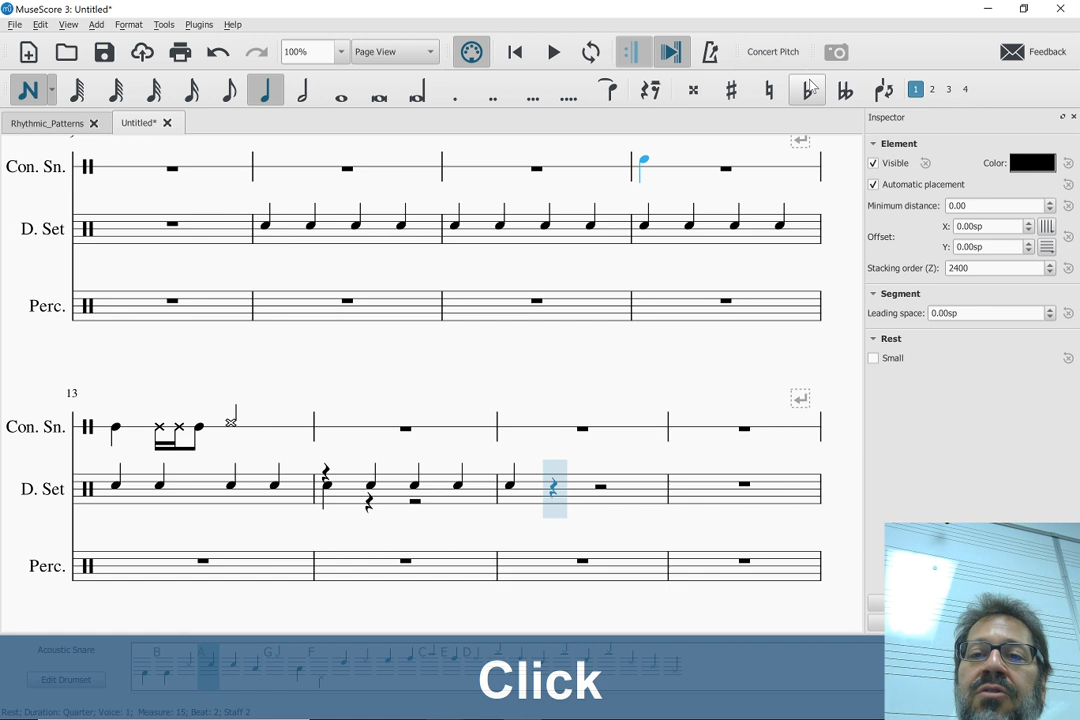 MuseScore 3: Untitled*
File Edit View Add Format Tools Plugins Help
100% Page View Concert Pitch Feedback
1 2 3 4
Rhythmic_Patterns Untitled*
Inspector
Element
Visible Color:
Automatic placement
Minimum distance: 0.00
Offset: X: 0.00sp
Y: 0.00sp
Stacking order (Z): 2400
Segment
Leading space: 0.00sp
Rest
Small
Con. Sn.
D. Set
Perc.
13
Con. Sn.
D. Set
Perc.
Acoustic Snare
Edit Drumset
B A G F C E D
Click
Rest; Duration: Quarter; Voice: 1; Measure: 15; Beat: 2; Staff 2